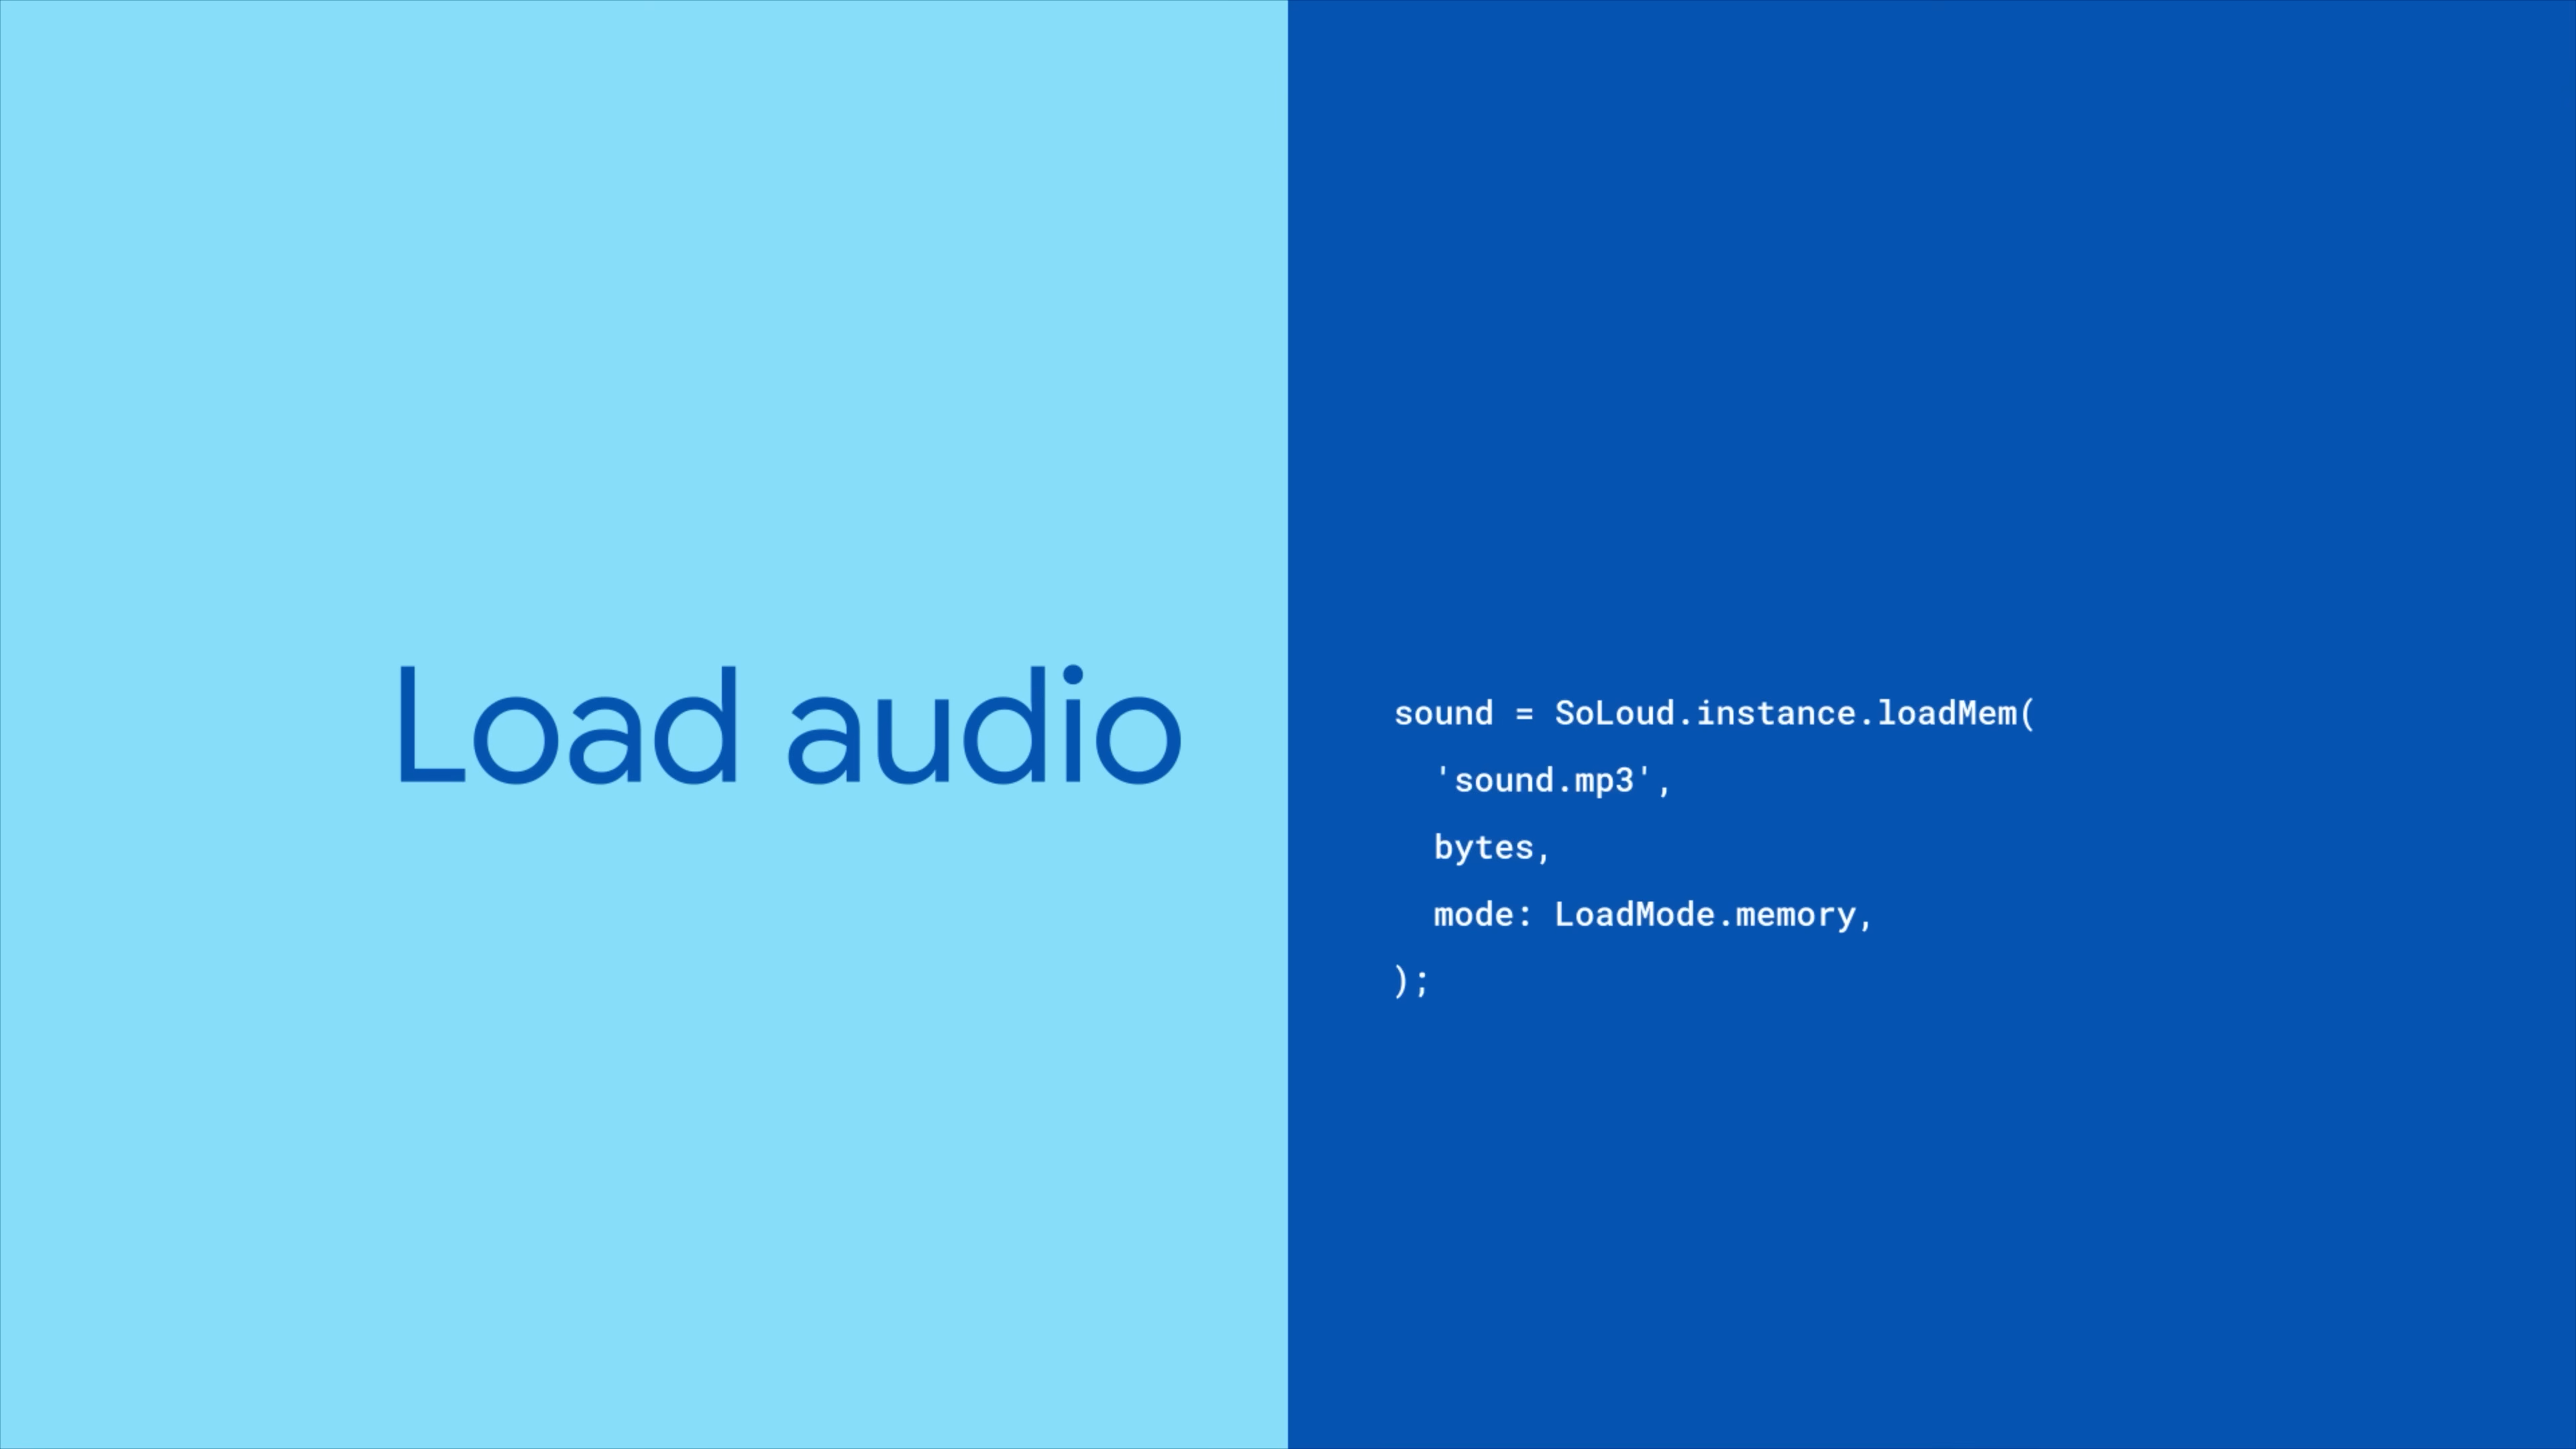 Load audio
sound = SoLoud.instance.loadMem(
  'sound.mp3',
  bytes,
  mode: LoadMode.memory,
);